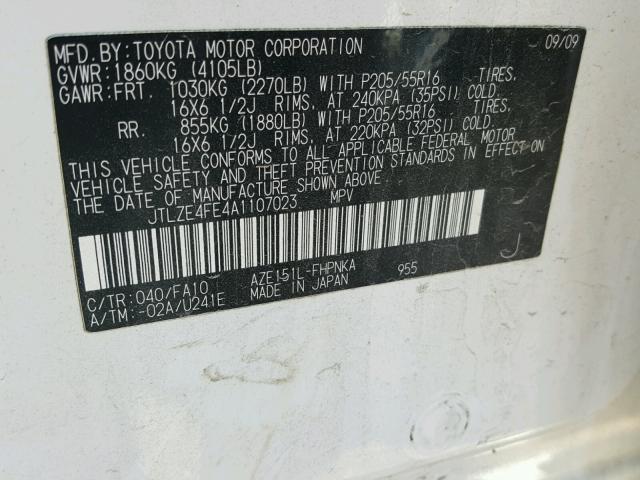 MFD.BY: TOYOTA MOTOR CORPORATION 09/09
GVWR: 1860KG (4105LB)
GAWR: FRT. 1030KG (2270LB) WITH P205/55R16 TIRES.
16X6 1/2J RIMS. AT 240KPA (35PSI) COLD
RR. 855KG (1880LB) WITH P205/55R16 TIRES.
16X6 1/2J RIMS. AT 220KPA (32PSI) COLD.
THIS VEHICLE CONFORMS TO ALL APPLICABLE FEDERAL MOTOR
VEHICLE SAFETY AND THEFT PREVENTION STANDARDS IN EFFECT ON
THE DATE OF MANUFACTURE SHOWN ABOVE.
JTLZE4FE4A1107023 MPV
J
C/TR: 040/FA10 AZE151L-FHPNKA 955
A/TM: -02A/U241E MADE IN JAPAN